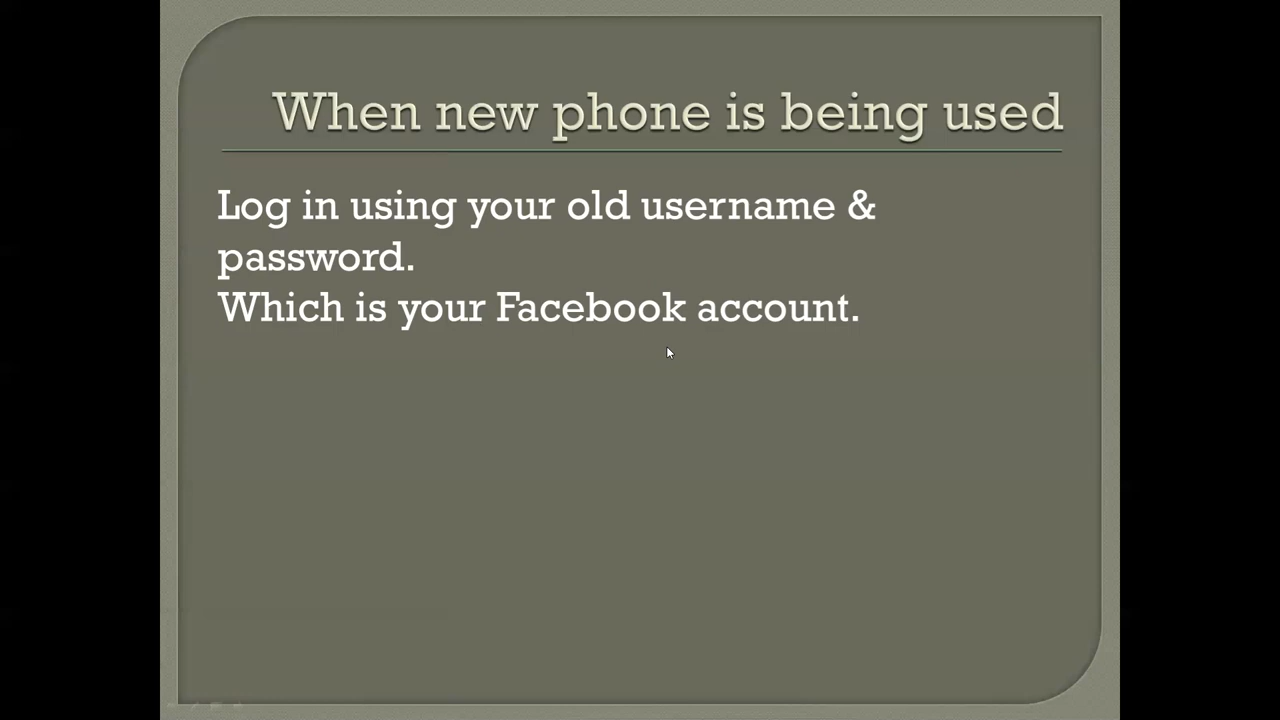 When new phone is being used
Log in using your old username &
password.
Which is your Facebook account.